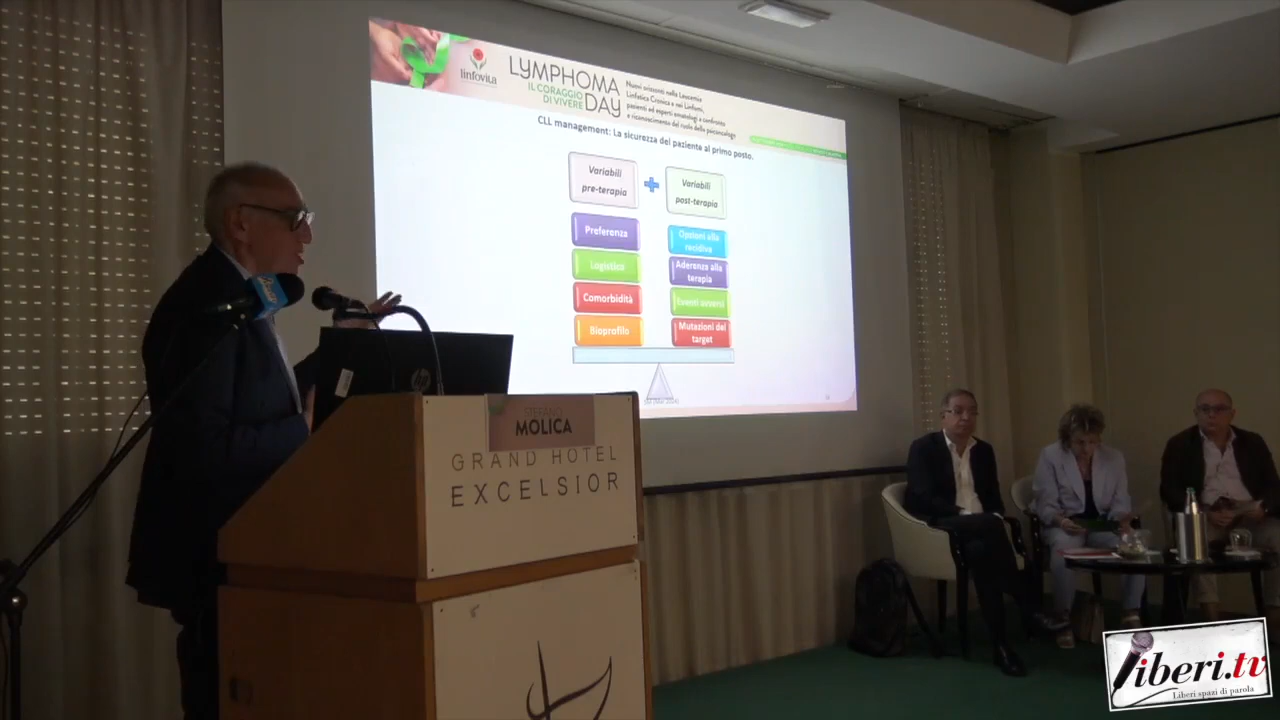 linfovita
LYMPHOMA
DAY
IL CORAGGIO
DI VIVERE
Nuovi orizzonti nella Leucemia
Linfatica Cronica e nei Linfomi,
pazienti ed esperti ematologi a confronto
e riconoscimento del ruolo dello psiconcologo
CLL management: La sicurezza del paziente al primo posto.
Variabili
pre-terapia
Variabili
post-terapia
Preferenza
Logistica
Comorbidità
Bioprofilo
Opzioni alla
recidiva
Aderenza alla
terapia
Eventi avversi
Mutazioni del
target
hp
STEFANO
MOLICA
GRAND HOTEL
EXCELSIOR
liberi.tv
Liberi spazi di parola